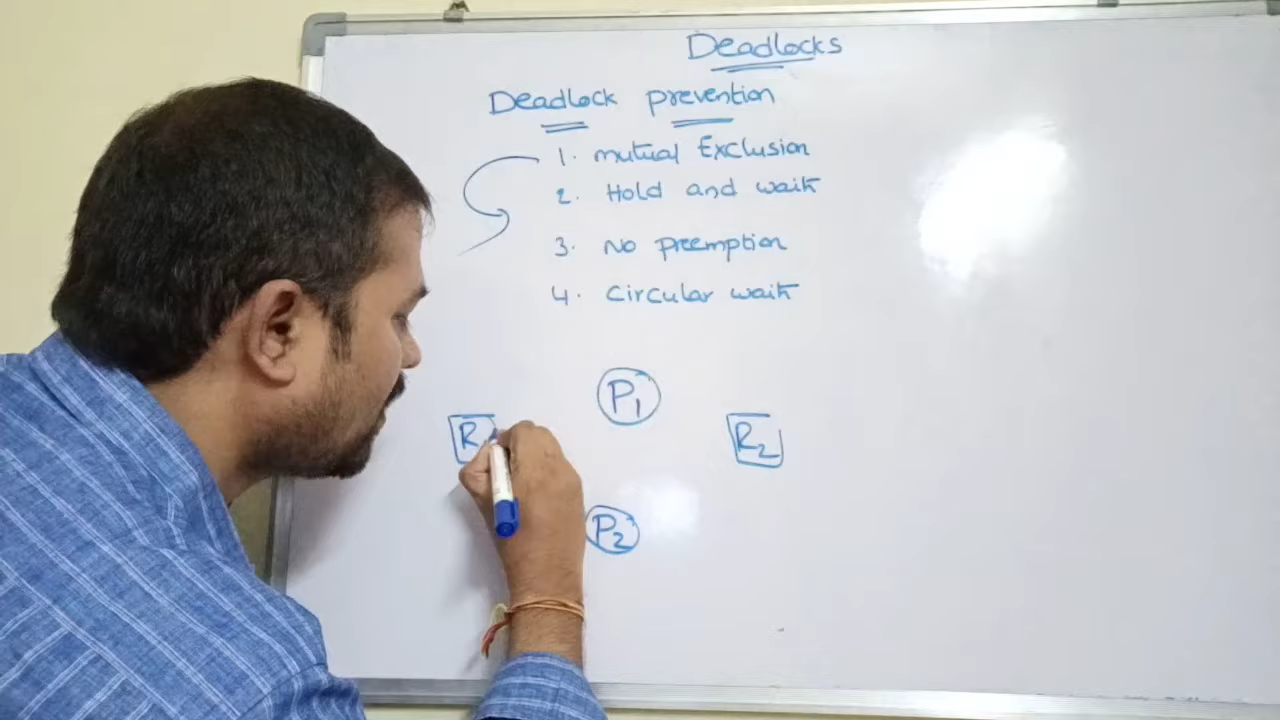 Deadlocks
Deadlock prevention
1. mutual Exclusion
2. Hold and wait
3. No preemption
4. Circular wait
P1
R R2
P2